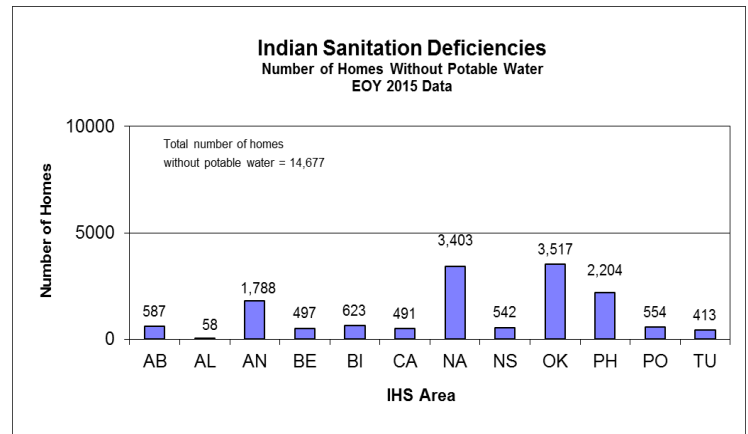 Indian Sanitation Deficiencies
Number of Homes Without Potable Water
EOY 2015 Data
Number of Homes
10000
5000
0
Total number of homes
without potable water = 14,677
587 58 1,788 497 623 491 3,403 542 3,517 2,204 554 413
AB AL AN BE BI CA NA NS OK PH PO TU
IHS Area